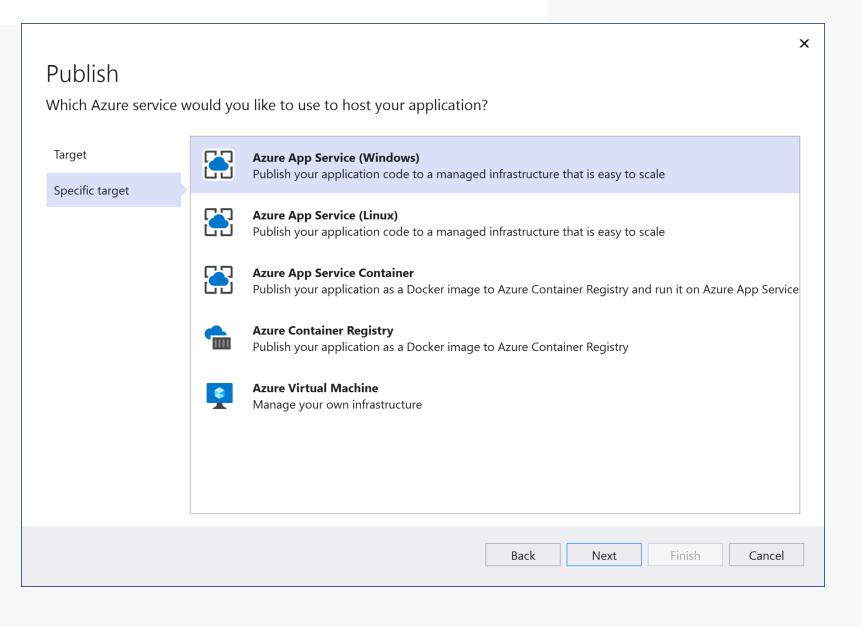 Publish
Which Azure service would you like to use to host your application?
Target
Specific target
Azure App Service (Windows)
Publish your application code to a managed infrastructure that is easy to scale
Azure App Service (Linux)
Publish your application code to a managed infrastructure that is easy to scale
Azure App Service Container
Publish your application as a Docker image to Azure Container Registry and run it on Azure App Service
Azure Container Registry
Publish your application as a Docker image to Azure Container Registry
Azure Virtual Machine
Manage your own infrastructure
Back
Next
Finish
Cancel